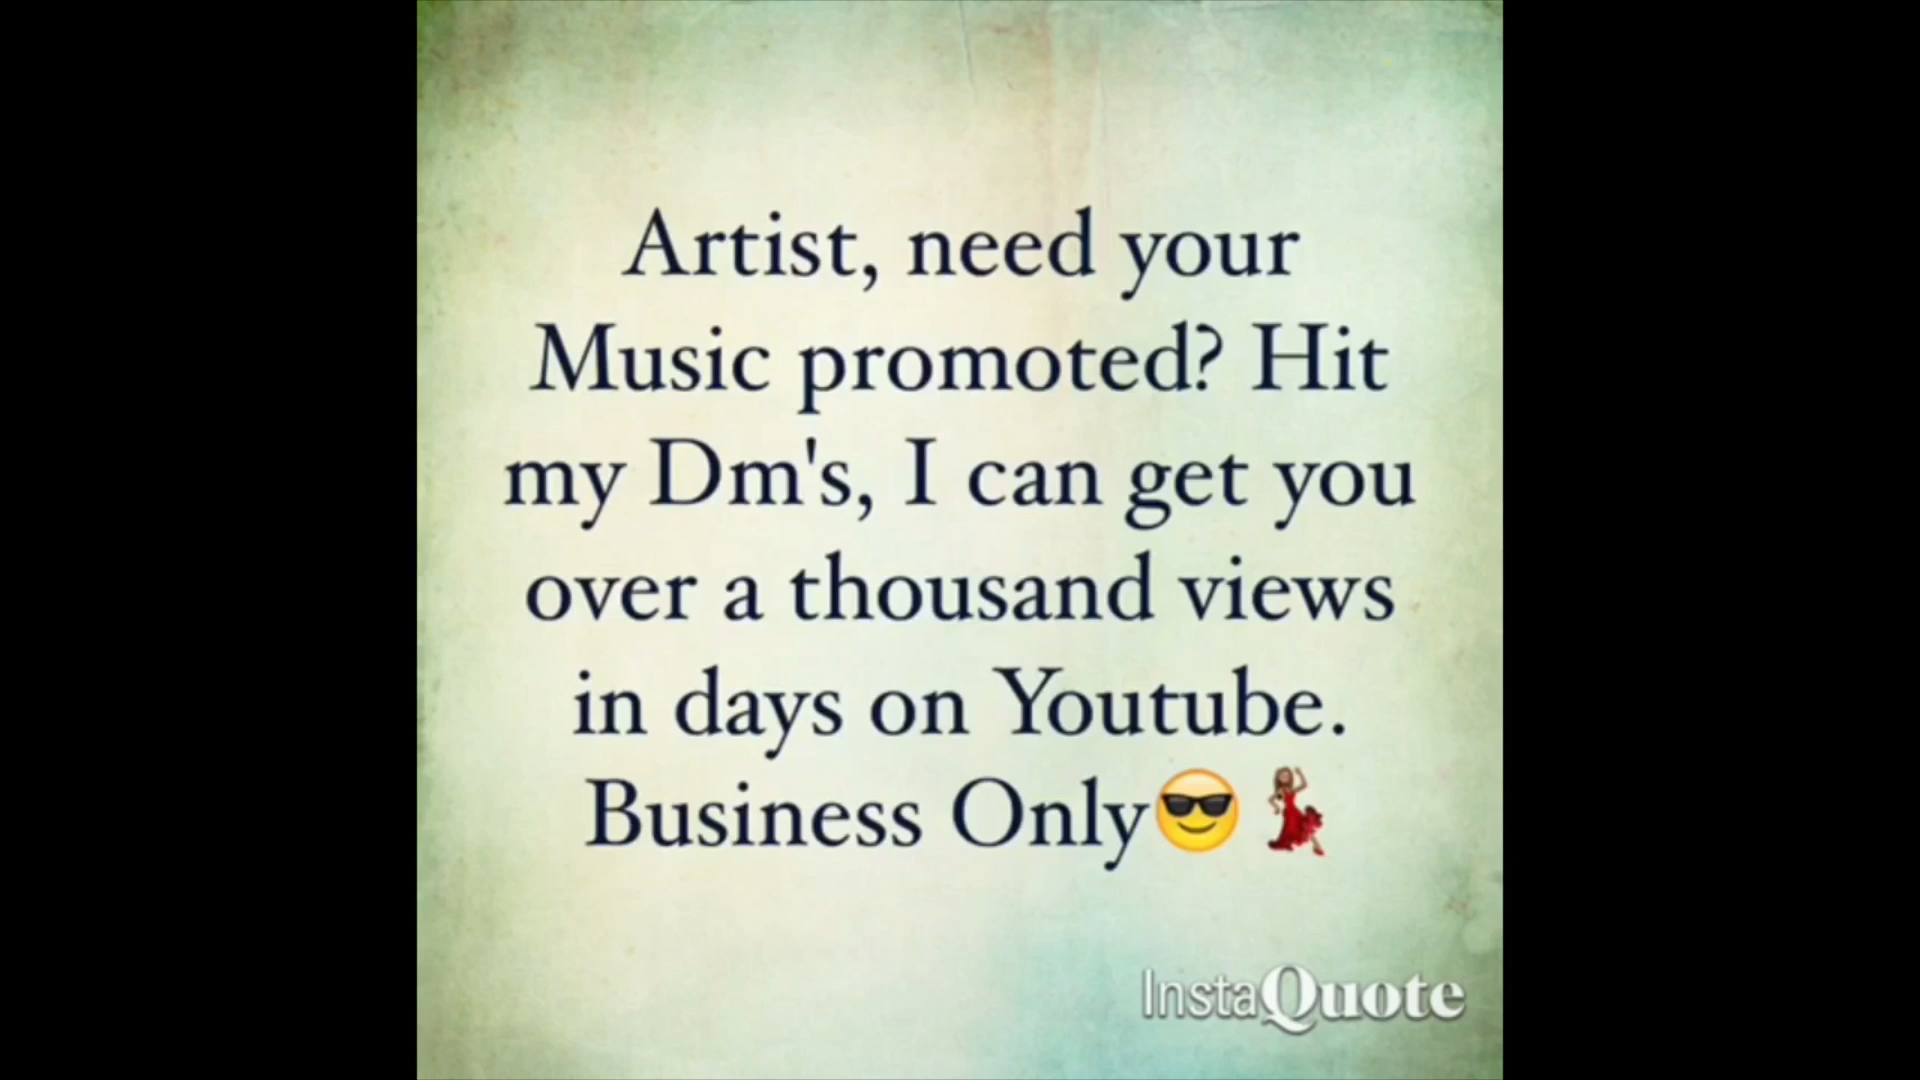 Artist, need your
Music promoted? Hit
my Dm's, I can get you
over a thousand views
in days on Youtube.
Business Only😎💃
InstaQuote